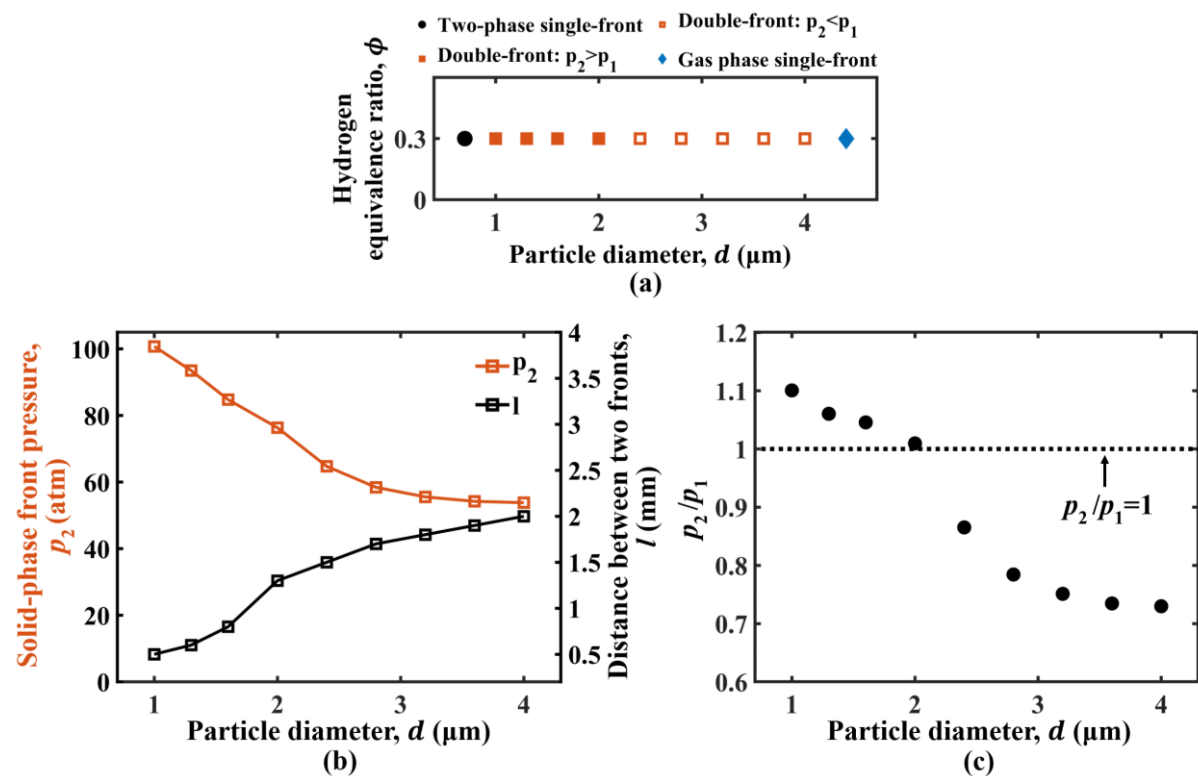 Two-phase single-front
Double-front: p2<p1
Double-front: p2>p1
Gas phase single-front
Hydrogen
equivalence ratio, ϕ
0.3
0
1
2
3
4
Particle diameter, d (μm)
(a)
Solid-phase front pressure,
p2 (atm)
100
80
60
40
20
0
p2
l
4
3.5
3
2.5
2
1.5
1
0.5
Distance between two fronts,
l (mm)
1
2
3
4
Particle diameter, d (μm)
(b)
p2/p1
1.2
1.1
1
0.9
0.8
0.7
0.6
p2/p1=1
1
2
3
4
Particle diameter, d (μm)
(c)